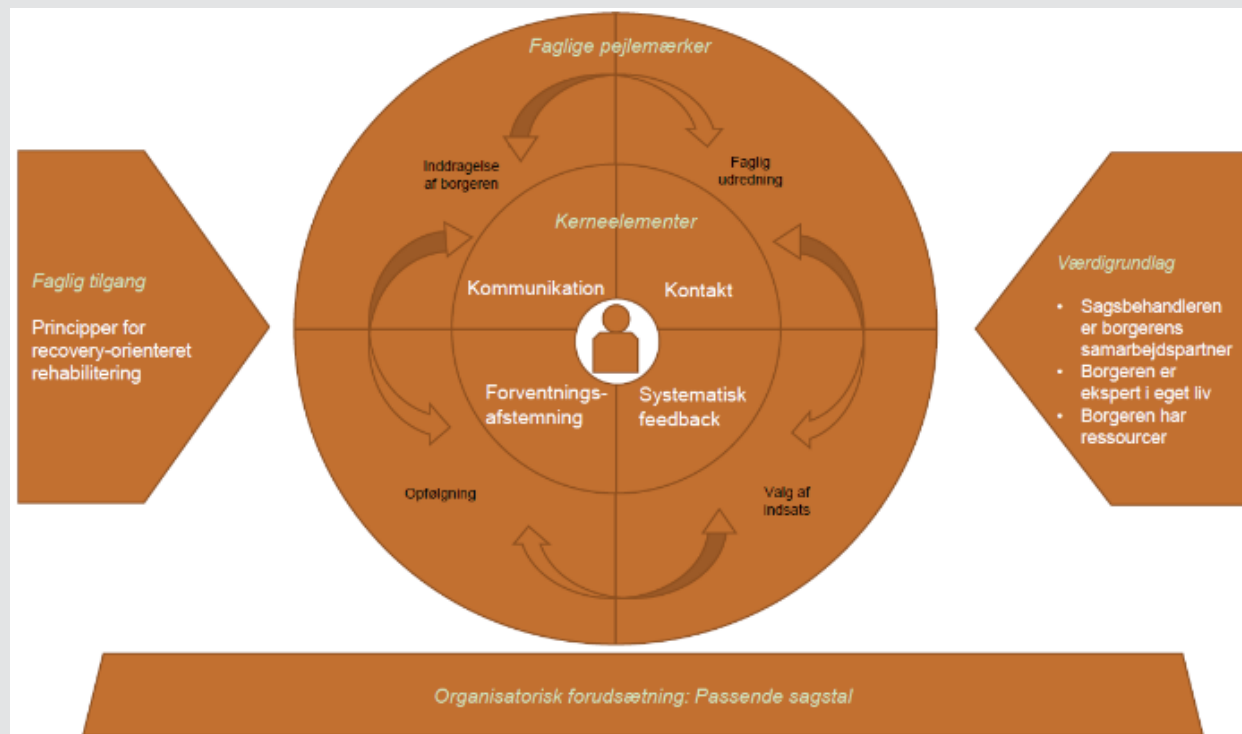 Faglige pejlemærker
Inddragelse
af borgeren
Faglig
udredning
Kerneelementer
Kommunikation
Kontakt
Forventnings-
afstemning
Systematisk
feedback
Opfølgning
Valg af
indsats
Faglig tilgang
Principper for
recovery-orienteret
rehabilitering
Værdigrundlag
• Sagsbehandleren
er borgerens
samarbejdspartner
• Borgeren er
ekspert i eget liv
• Borgeren har
ressourcer
Organisatorisk forudsætning: Passende sagstal